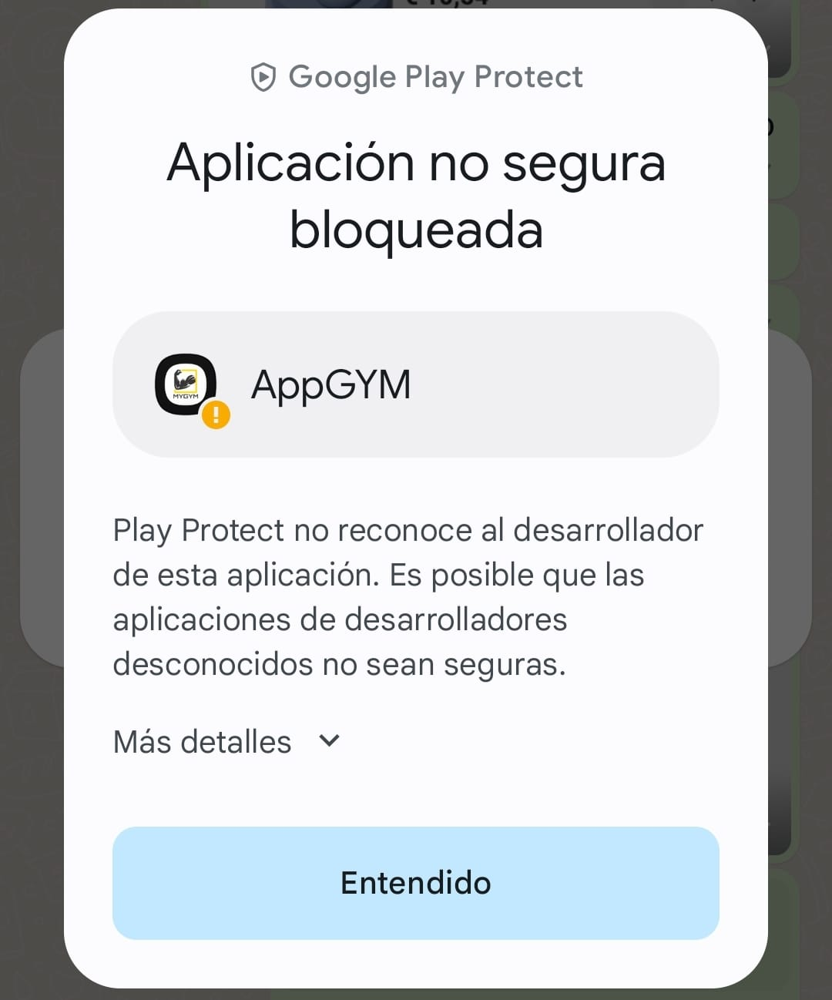 Google Play Protect
Aplicación no segura
bloqueada
MYGYM
AppGYM
Play Protect no reconoce al desarrollador
de esta aplicación. Es posible que las
aplicaciones de desarrolladores
desconocidos no sean seguras.
Más detalles
Entendido